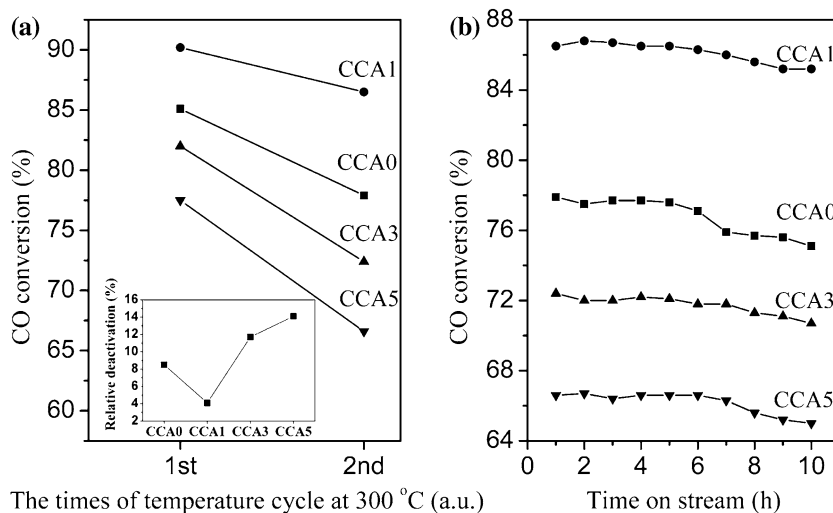 (a)
CO conversion (%)
90
85
80
75
70
65
60
CCA1
CCA0
CCA3
CCA5
Relative deactivation (%)
16
14
12
10
8
6
4
2
CCA0 CCA1 CCA3 CCA5
1st 2nd
The times of temperature cycle at 300 °C (a.u.)
(b)
CO conversion (%)
88
84
80
76
72
68
64
CCA1
CCA0
CCA3
CCA5
0 2 4 6 8 10
Time on stream (h)